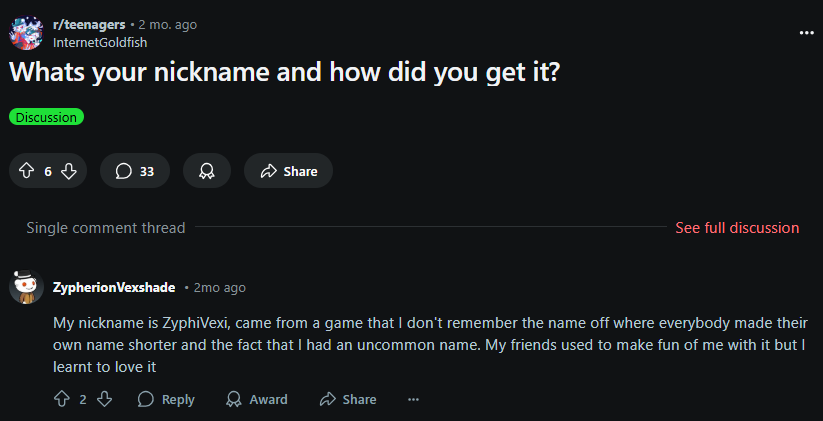 r/teenagers • 2 mo. ago
InternetGoldfish
Whats your nickname and how did you get it?
Discussion
6
33
Share
Single comment thread
See full discussion
ZypherionVexshade • 2mo ago
My nickname is ZyphiVexi, came from a game that I don't remember the name off where everybody made their
own name shorter and the fact that I had an uncommon name. My friends used to make fun of me with it but I
learnt to love it
2 Reply Award Share